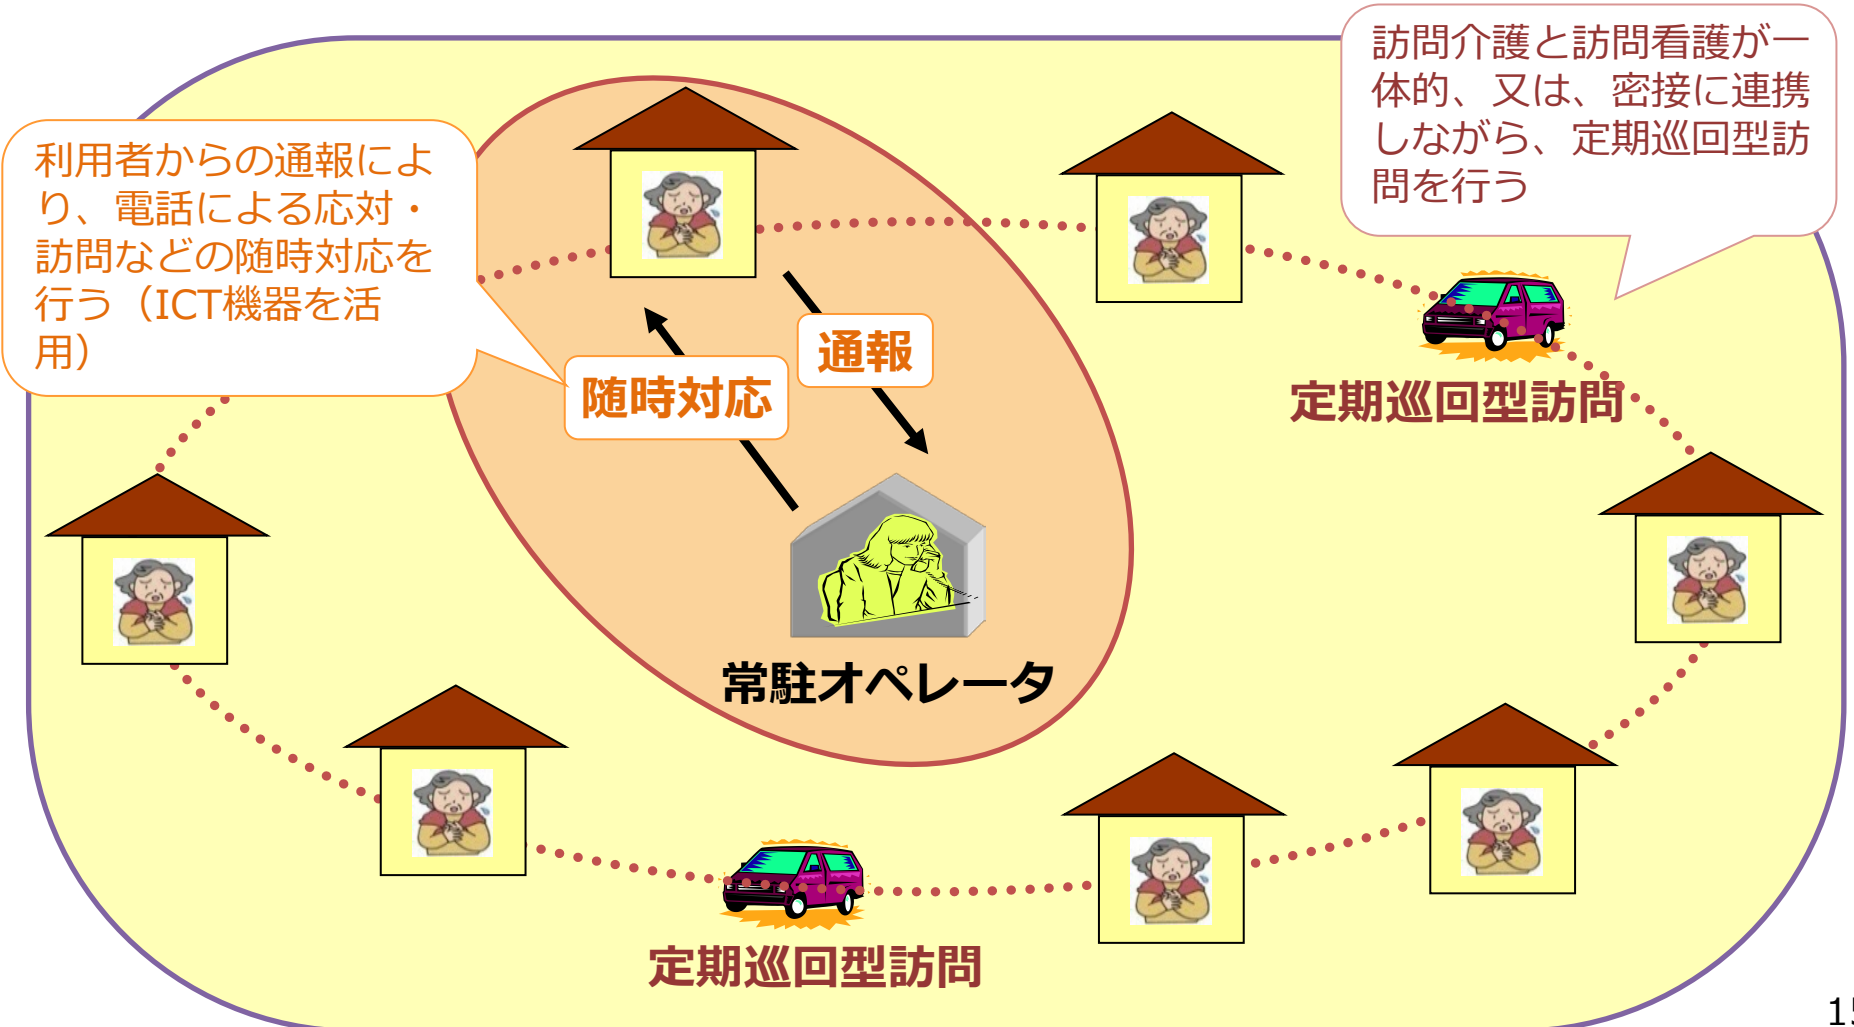 訪問介護と訪問看護が一
体的、又は、密接に連携
しながら、定期巡回型訪
問を行う
利用者からの通報によ
り、電話による応対・
訪問などの随時対応を
行う（ICT機器を活
用）
通報
随時対応
定期巡回型訪問
常駐オペレータ
定期巡回型訪問